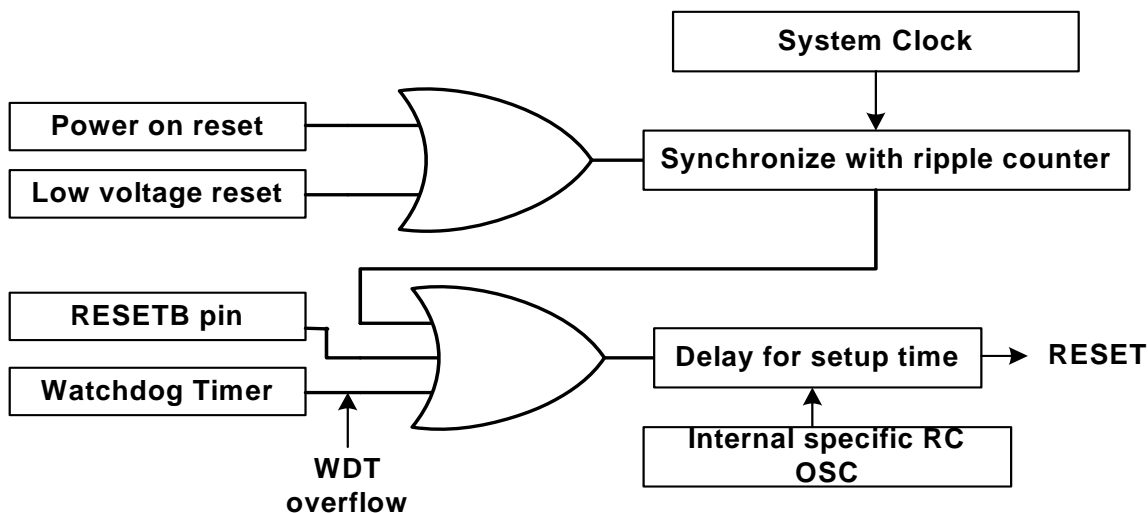 System Clock
Power on reset
Synchronize with ripple counter
Low voltage reset
RESETB pin
Delay for setup time
RESET
Watchdog Timer
Internal specific RC
OSC
WDT
overflow